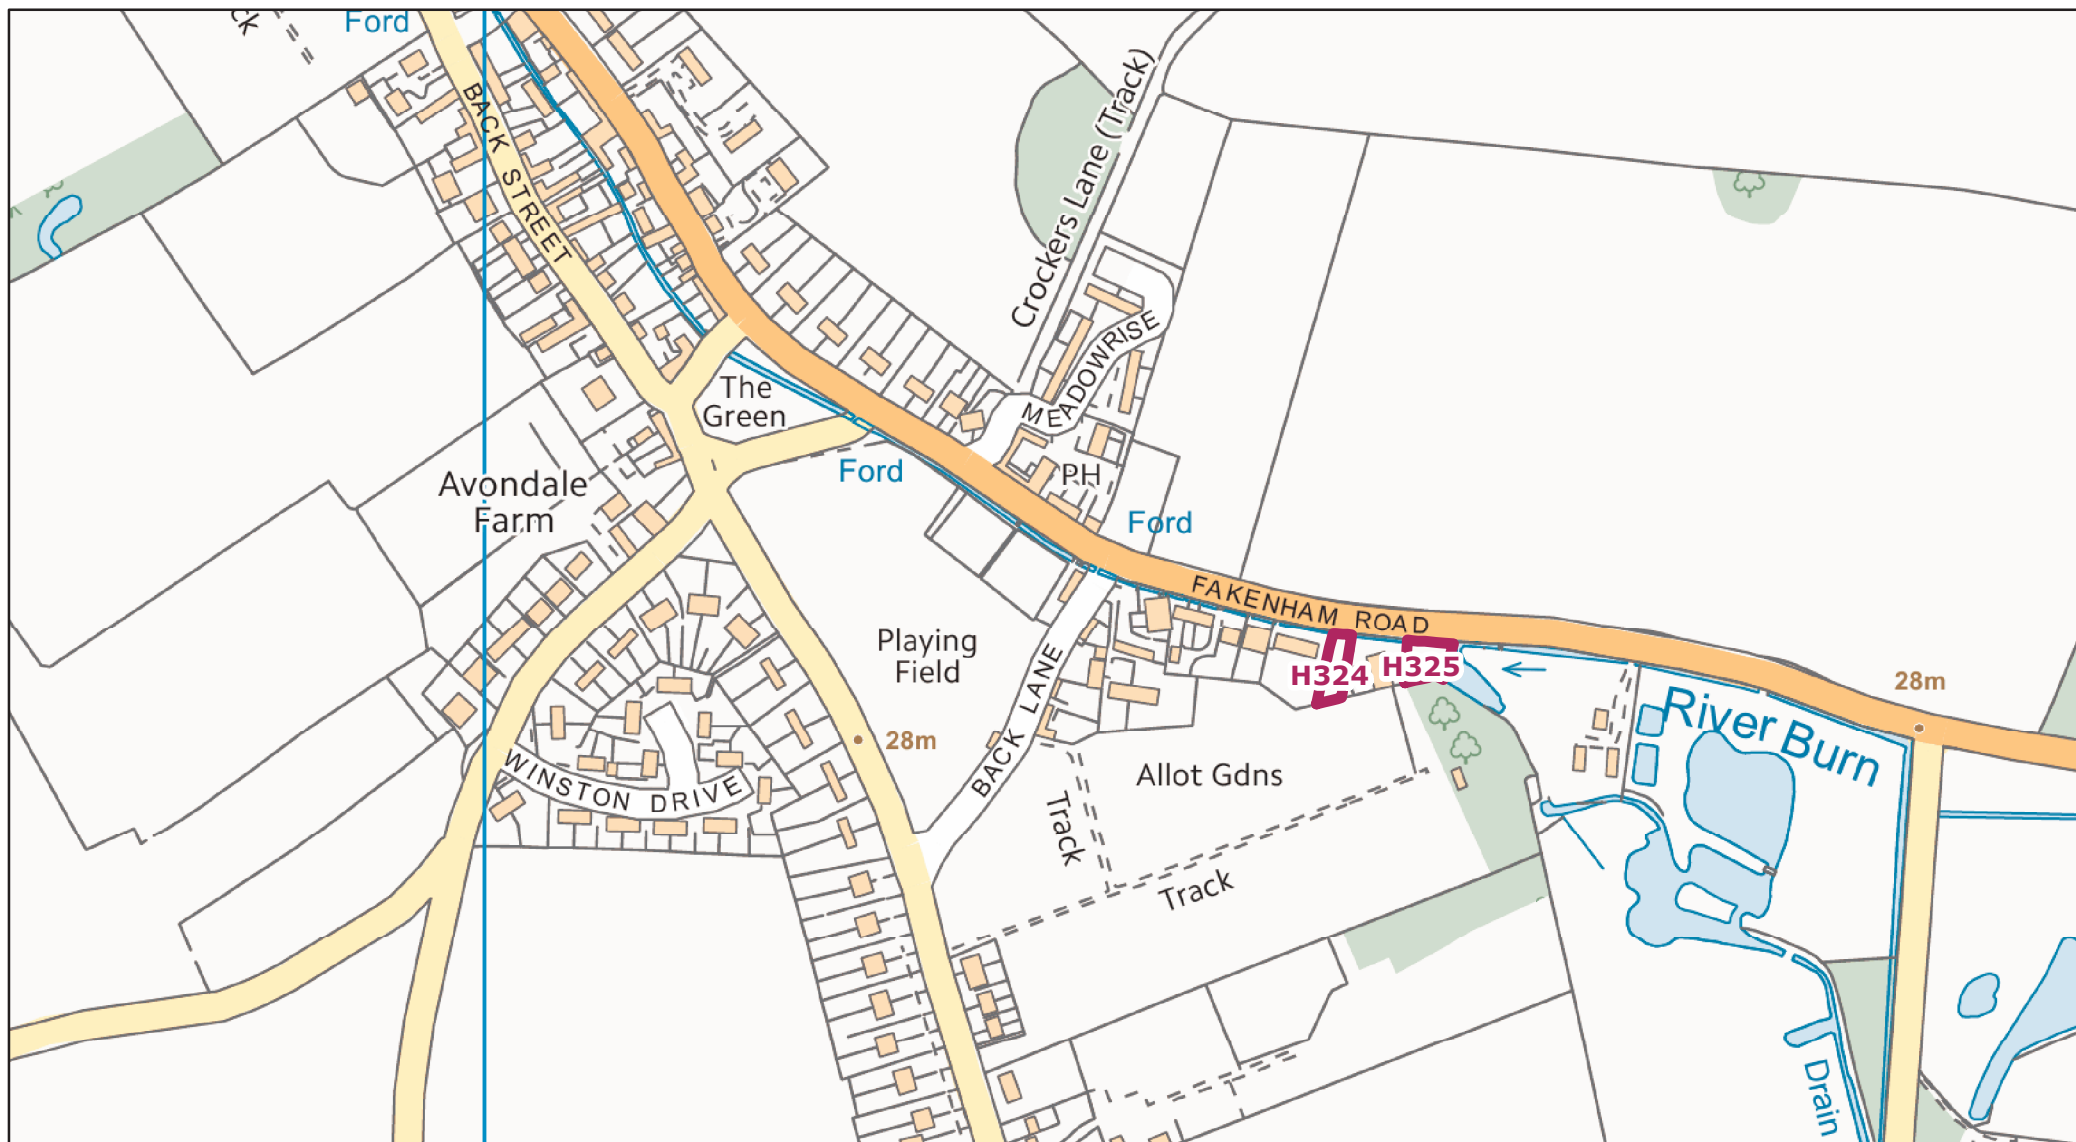 ck
Ford
BACK STREET
Crockers Lane (Track)
MEADOWRISE
The
Green
Ford
PH
Avondale
Farm
Ford
FAKENHAM ROAD
Playing
Field
H324
H325
BACK LANE
28m
River Burn
28m
WINSTON DRIVE
Allot Gdns
Track
Track
Drain